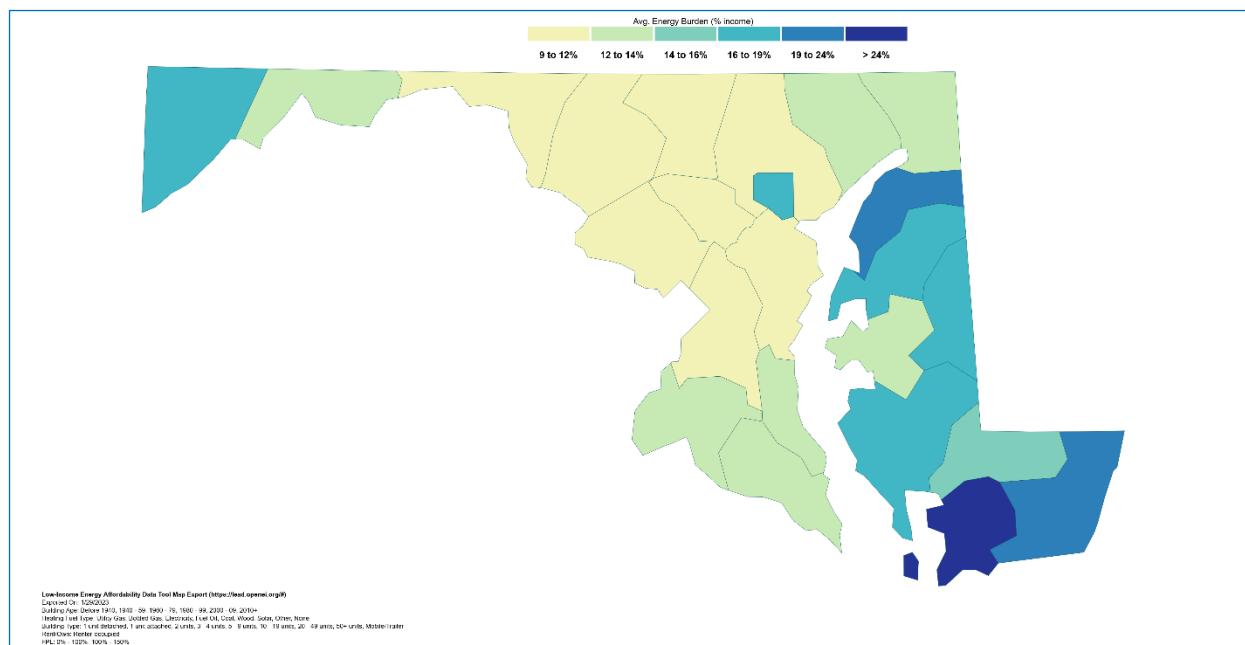 Avg. Energy Burden (% income)
9 to 12% 12 to 14% 14 to 16% 16 to 19% 19 to 24% > 24%
Low-Income Energy Affordability Data Tool Map Export (https://lead.openei.org/#)
Exported On: 1/29/2023
Building Age: Before 1940, 1940 - 59, 1960 - 79, 1980 - 99, 2000 - 09, 2010+
Heating Fuel Type: Utility Gas, Bottled Gas, Electricity, Fuel Oil, Coal, Wood, Solar, Other, None
Building Type: 1 unit detached, 1 unit attached, 2 units, 3 - 4 units, 5 - 9 units, 10 - 19 units, 20 - 49 units, 50+ units, Mobile/Trailer
Rent/Own: Renter occupied
FPL: 0% - 100%, 100% - 150%